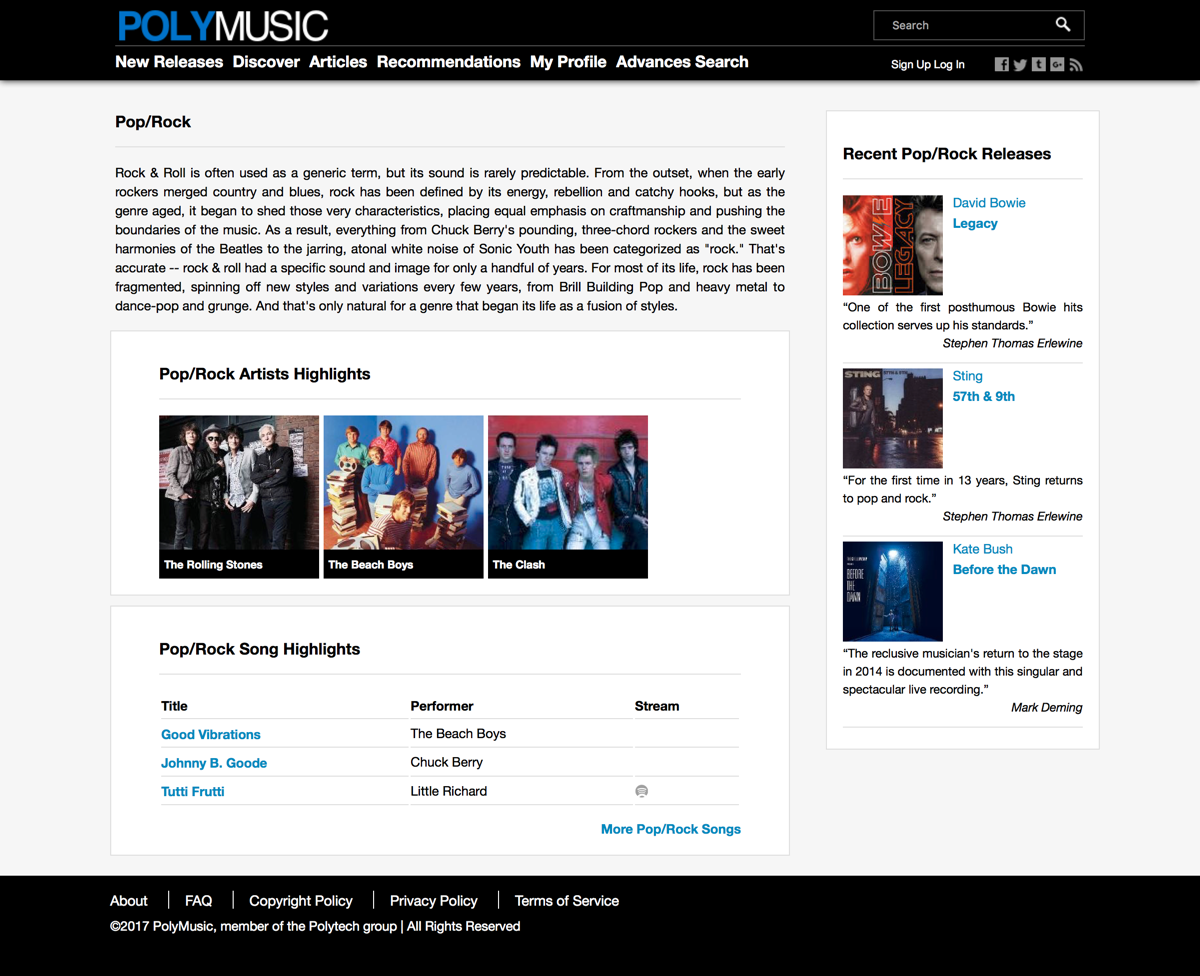 POLYMUSIC
Search
New Releases Discover Articles Recommendations My Profile Advances Search
Sign Up Log In
Pop/Rock
Rock & Roll is often used as a generic term, but its sound is rarely predictable. From the outset, when the early
rockers merged country and blues, rock has been defined by its energy, rebellion and catchy hooks, but as the
genre aged, it began to shed those very characteristics, placing equal emphasis on craftmanship and pushing the
boundaries of the music. As a result, everything from Chuck Berry's pounding, three-chord rockers and the sweet
harmonies of the Beatles to the jarring, atonal white noise of Sonic Youth has been categorized as "rock." That's
accurate -- rock & roll had a specific sound and image for only a handful of years. For most of its life, rock has been
fragmented, spinning off new styles and variations every few years, from Brill Building Pop and heavy metal to
dance-pop and grunge. And that's only natural for a genre that began its life as a fusion of styles.
Pop/Rock Artists Highlights
The Rolling Stones
The Beach Boys
The Clash
Pop/Rock Song Highlights
Title Performer Stream
Good Vibrations The Beach Boys
Johnny B. Goode Chuck Berry
Tutti Frutti Little Richard
More Pop/Rock Songs
Recent Pop/Rock Releases
BOWIE
LEGACY
David Bowie
Legacy
“One of the first posthumous Bowie hits
collection serves up his standards.”
Stephen Thomas Erlewine
STING 57TH & 9TH
Sting
57th & 9th
“For the first time in 13 years, Sting returns
to pop and rock.”
Stephen Thomas Erlewine
BEFORE
THE
DAWN
Kate Bush
Before the Dawn
“The reclusive musician's return to the stage
in 2014 is documented with this singular and
spectacular live recording.”
Mark Deming
About FAQ Copyright Policy Privacy Policy Terms of Service
©2017 PolyMusic, member of the Polytech group | All Rights Reserved